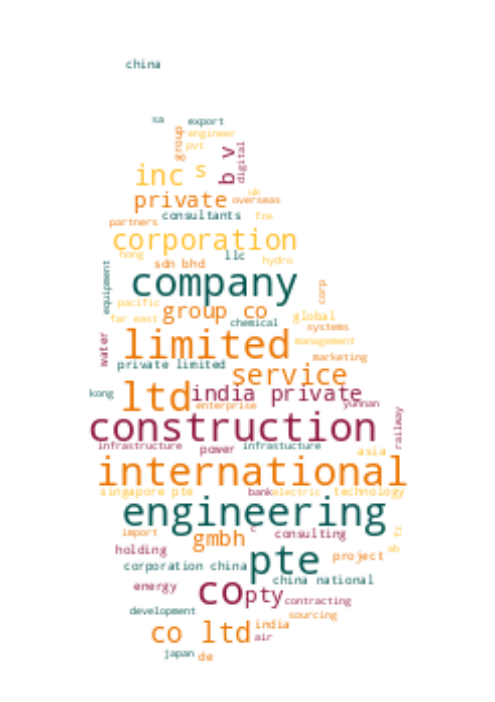 china
sa export
group engineer
pvt
b v digital
inc s
private uk overseas
consultants fze
partners
corporation
hong llc hydro
sdn bhd
equipment company corp
pacific group co global
far east chemical systems
water limited management
private limited marketing
service
kong ltd india private
enterprise yunnan
construction railway
infrastructure power infrastucture asia
international
singapore pte bank electric technology
engineering
import gmbh c consulting fz
holding pte project ab
corporation china china national
energy co pty contracting
development sourcing
co ltd india
air
japan de